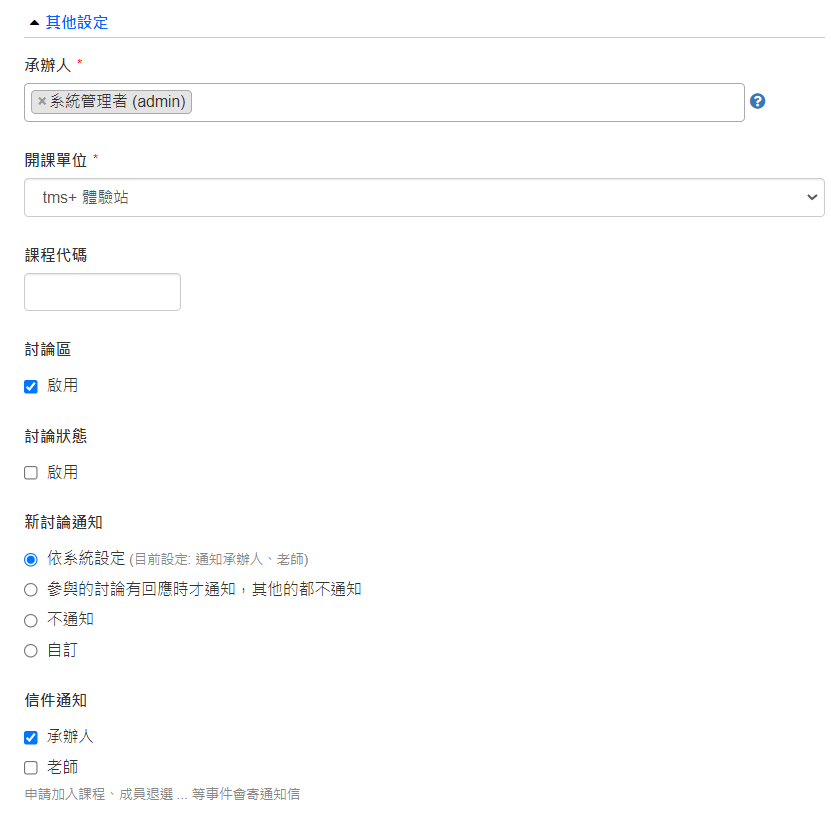 其他設定
承辦人 *
×系統管理者 (admin)
開課單位 *
tms+ 體驗站
課程代碼
討論區
啟用
討論狀態
啟用
新討論通知
依系統設定 (目前設定: 通知承辦人、老師)
參與的討論有回應時才通知，其他的都不通知
不通知
自訂
信件通知
承辦人
老師
申請加入課程、成員退選 ... 等事件會寄通知信